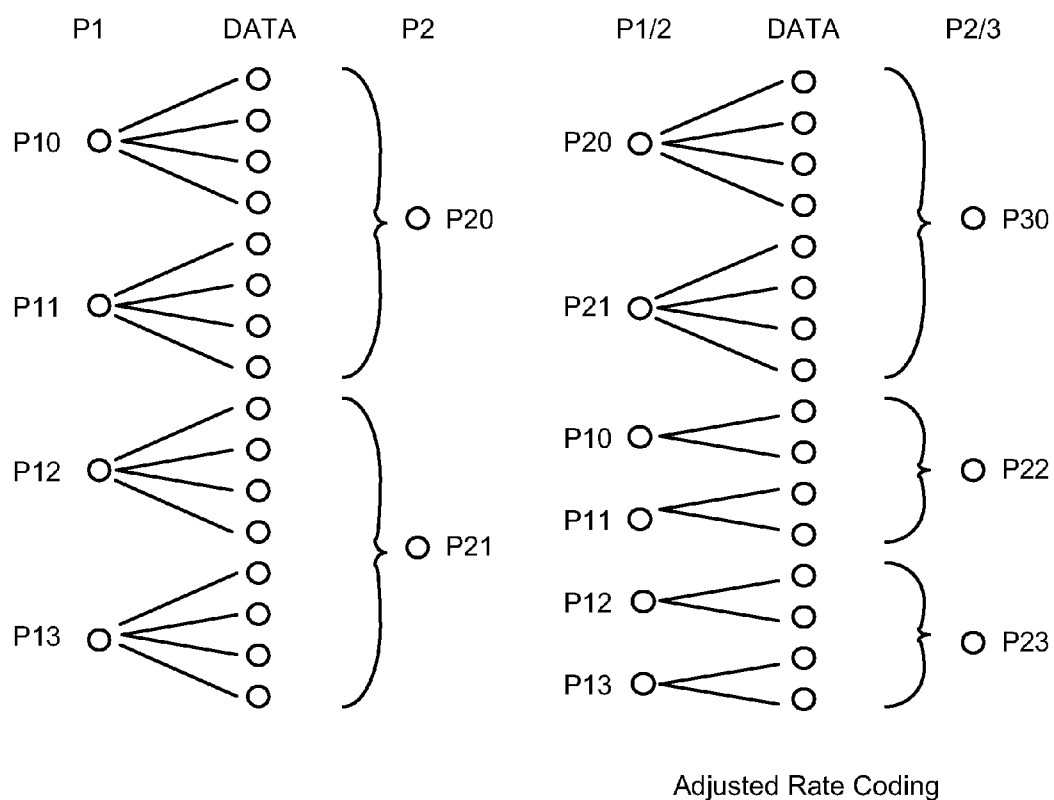 P1 DATA P2 P1/2 DATA P2/3
P10 P20
P20 P30
P11 P21
P12 P10 P22
P21 P11
P13 P12 P23
P13
Adjusted Rate Coding